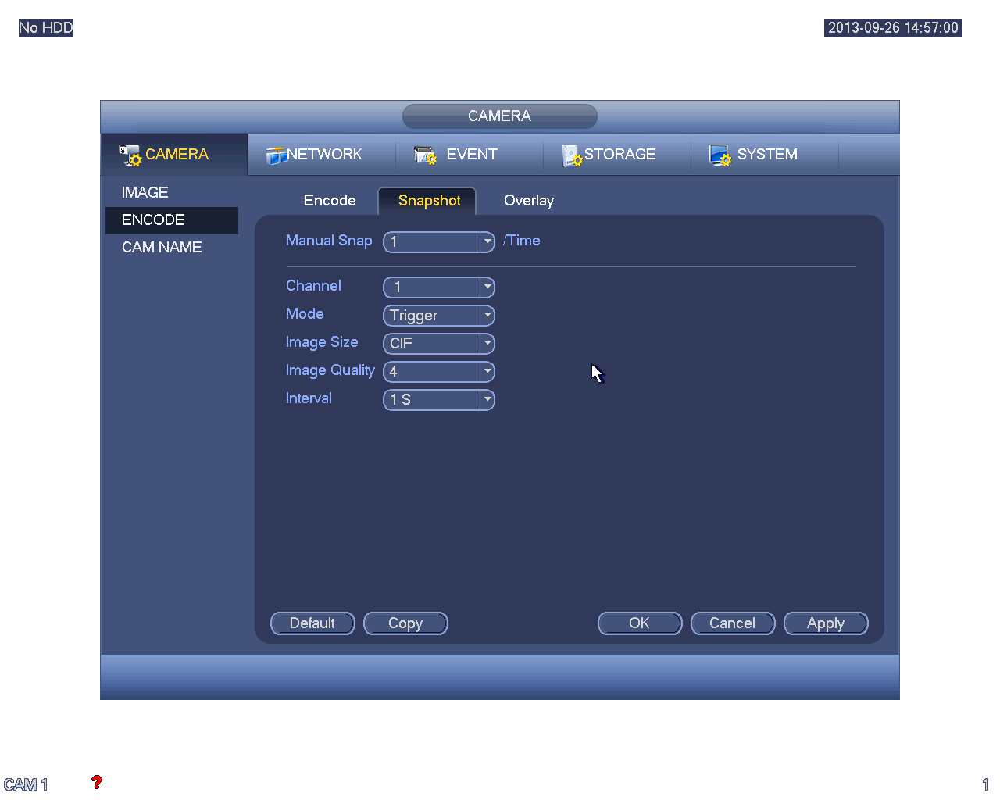 No HDD
2013-09-26 14:57:00
CAMERA
CAMERA NETWORK EVENT STORAGE SYSTEM
IMAGE
ENCODE
CAM NAME
Encode Snapshot Overlay
Manual Snap 1 /Time
Channel 1
Mode Trigger
Image Size CIF
Image Quality 4
Interval 1 S
Default Copy OK Cancel Apply
CAM 1 ? 1